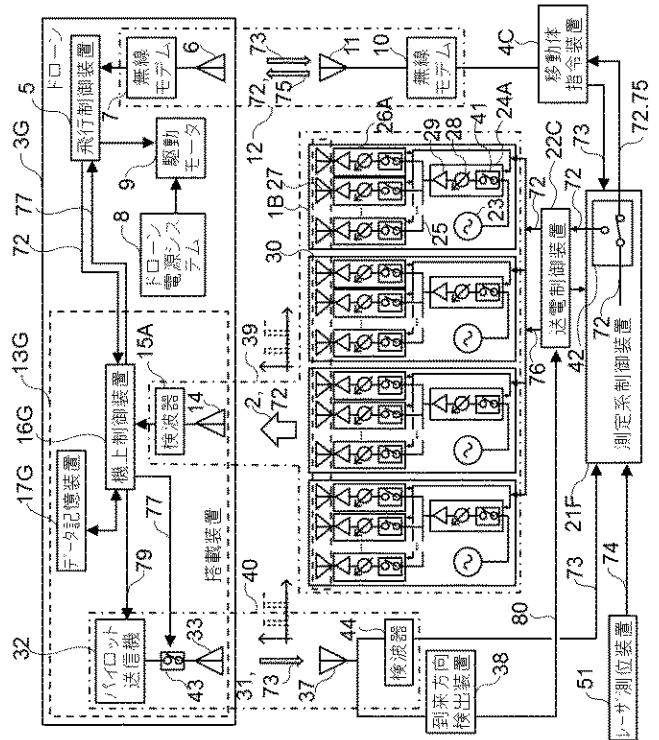 3G
ドローン
5
飛行制御装置
72
77
9
駆動
モータ
8
ドローン
電源システム
7
無線
モデム
6
73
72,
75
12
11
10
無線
モデム
4C
移動体
指令装置
13G
16G
17G
データ記憶装置
機上制御装置
15A
検波器
14
79
77
搭載装置
32
パイロット
送信機
33
43
40
39
2,
72
31,
73
37
44
検波器
38
到来方向
検出装置
80
30
1B
27
26A
29
28
41
24A
25
23
22C
送電制御装置
72
72
76
73
72,75
42
72
測定系制御装置
21F
73
74
51
レーザ測位装置